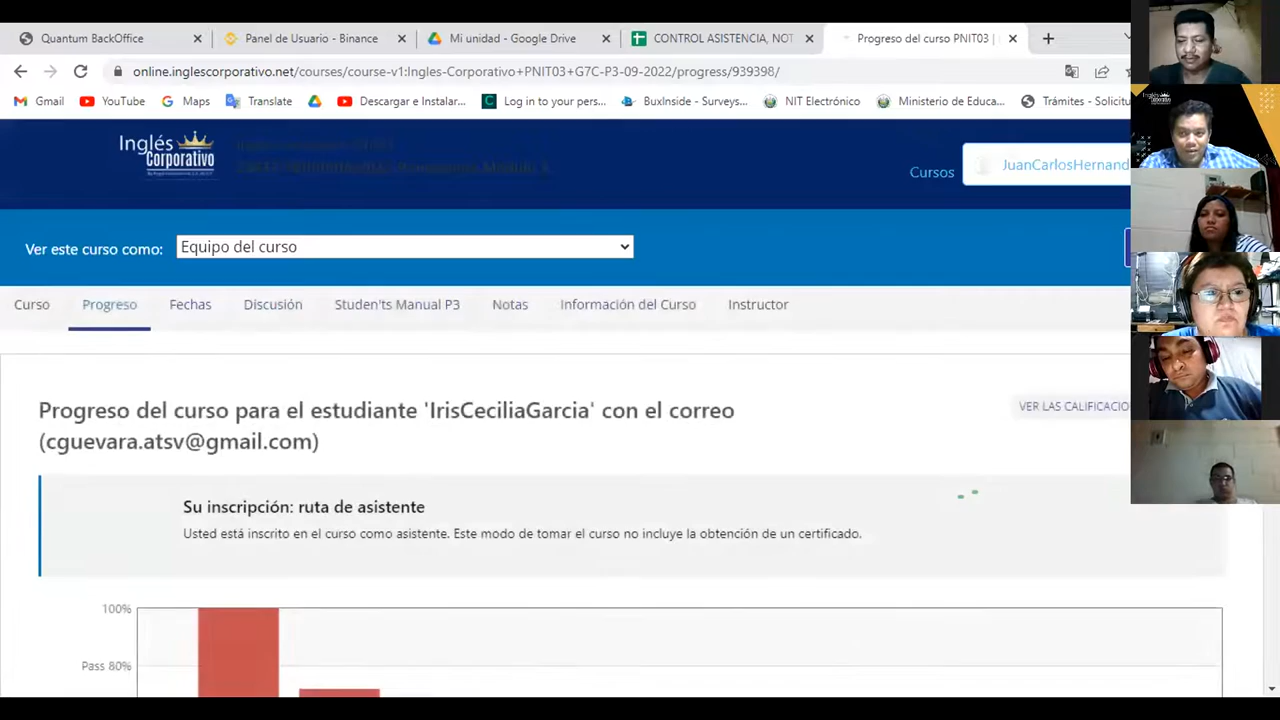 Quantum BackOffice
Panel de Usuario - Binance
Mi unidad - Google Drive
CONTROL ASISTENCIA, NOT
Progreso del curso PNIT03 |
online.inglescorporativo.net/courses/course-v1:Ingles-Corporativo+PNIT03+G7C-P3-09-2022/progress/939398/
Gmail
YouTube
Maps
Translate
Descargar e Instalar...
Log in to your pers...
BuxInside - Surveys...
NIT Electrónico
Ministerio de Educa...
Trámites - Solicitu
Inglés
Corporativo
Cursos
JuanCarlosHernand
Ver este curso como:
Equipo del curso
Curso
Progreso
Fechas
Discusión
Studen'ts Manual P3
Notas
Información del Curso
Instructor
Progreso del curso para el estudiante 'IrisCeciliaGarcia' con el correo
(cguevara.atsv@gmail.com)
VER LAS CALIFICACIO
Su inscripción: ruta de asistente
Usted está inscrito en el curso como asistente. Este modo de tomar el curso no incluye la obtención de un certificado.
100%
Pass 80%